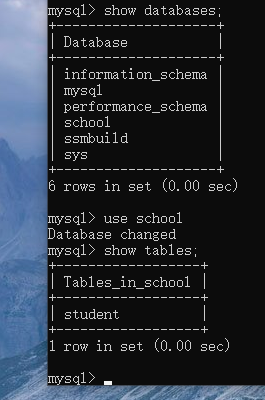 mysql> show databases;
+--------------------+
| Database           |
+--------------------+
| information_schema |
| mysql              |
| performance_schema |
| school             |
| ssmbuild           |
| sys                |
+--------------------+
6 rows in set (0.00 sec)
mysql> use school
Database changed
mysql> show tables;
+------------------+
| Tables_in_school |
+------------------+
| student          |
+------------------+
1 row in set (0.00 sec)
mysql>